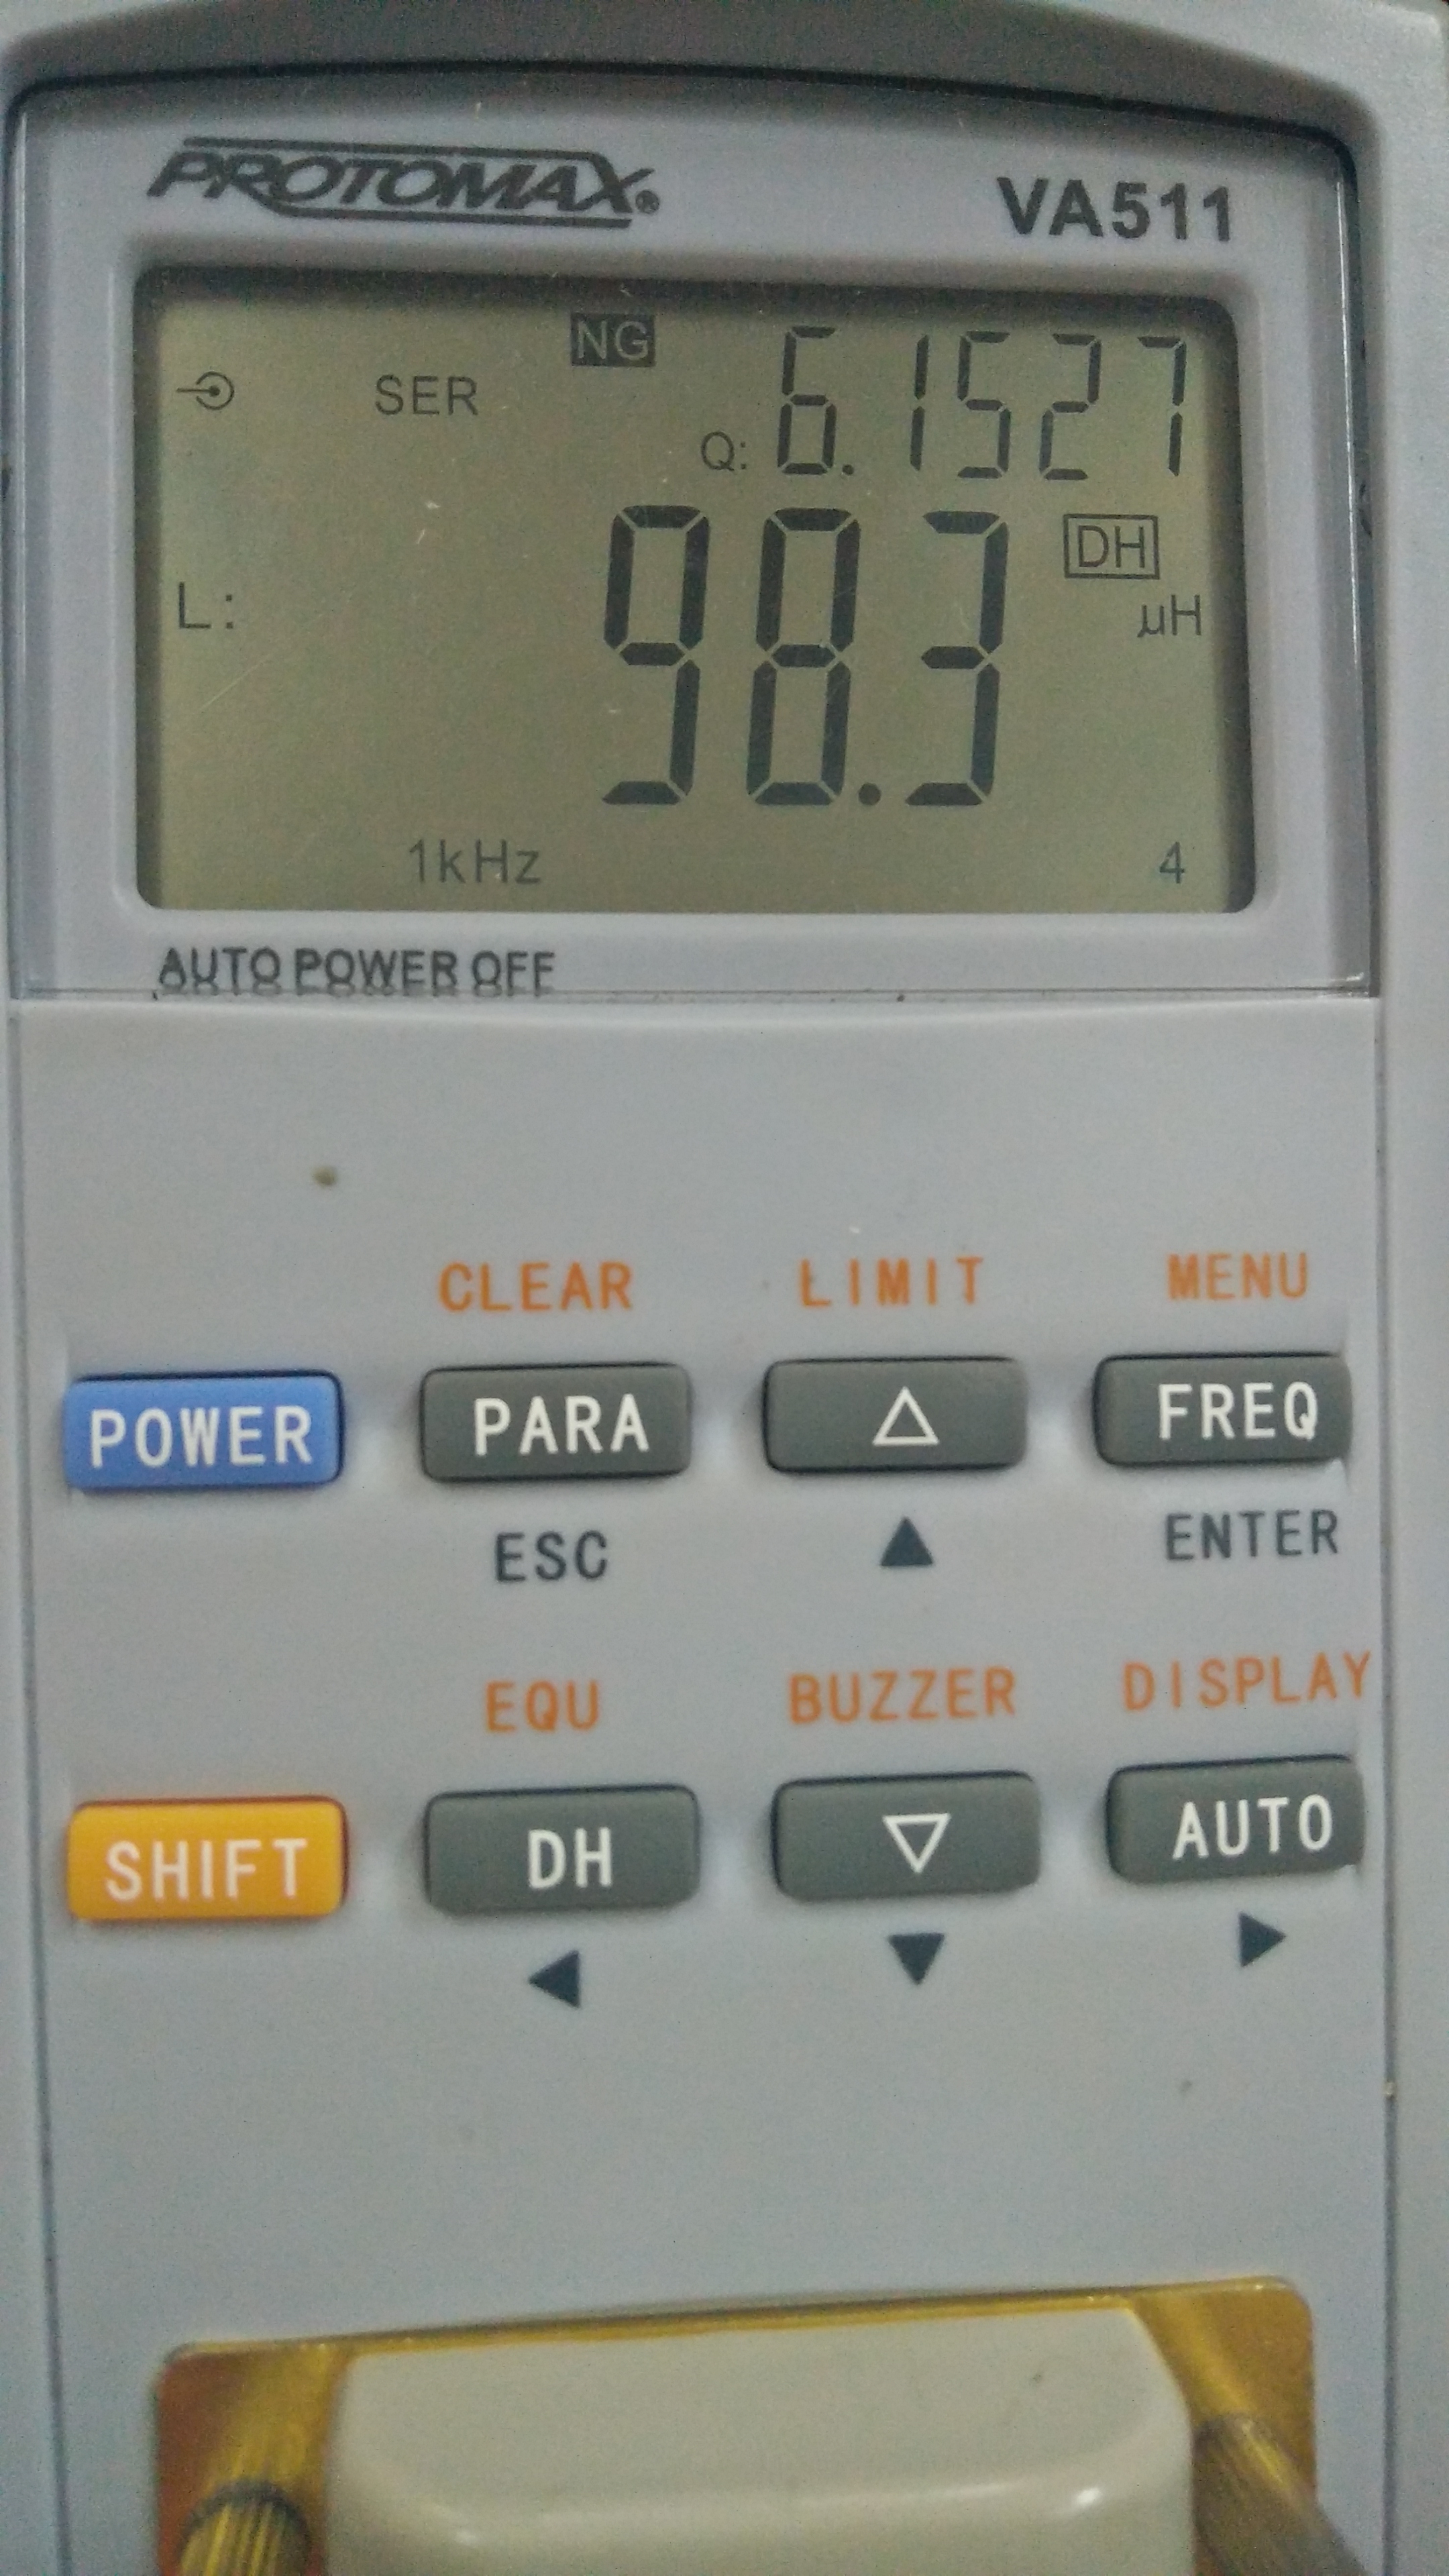 PROTOMAX®
VA511
NG
SER
Q: 6.1527
DH
L: 98.3 µH
1kHz 4
AUTO POWER OFF
CLEAR LIMIT MENU
POWER PARA △ FREQ
ESC ▲ ENTER
EQU BUZZER DISPLAY
SHIFT DH ▽ AUTO
◀ ▼ ▶